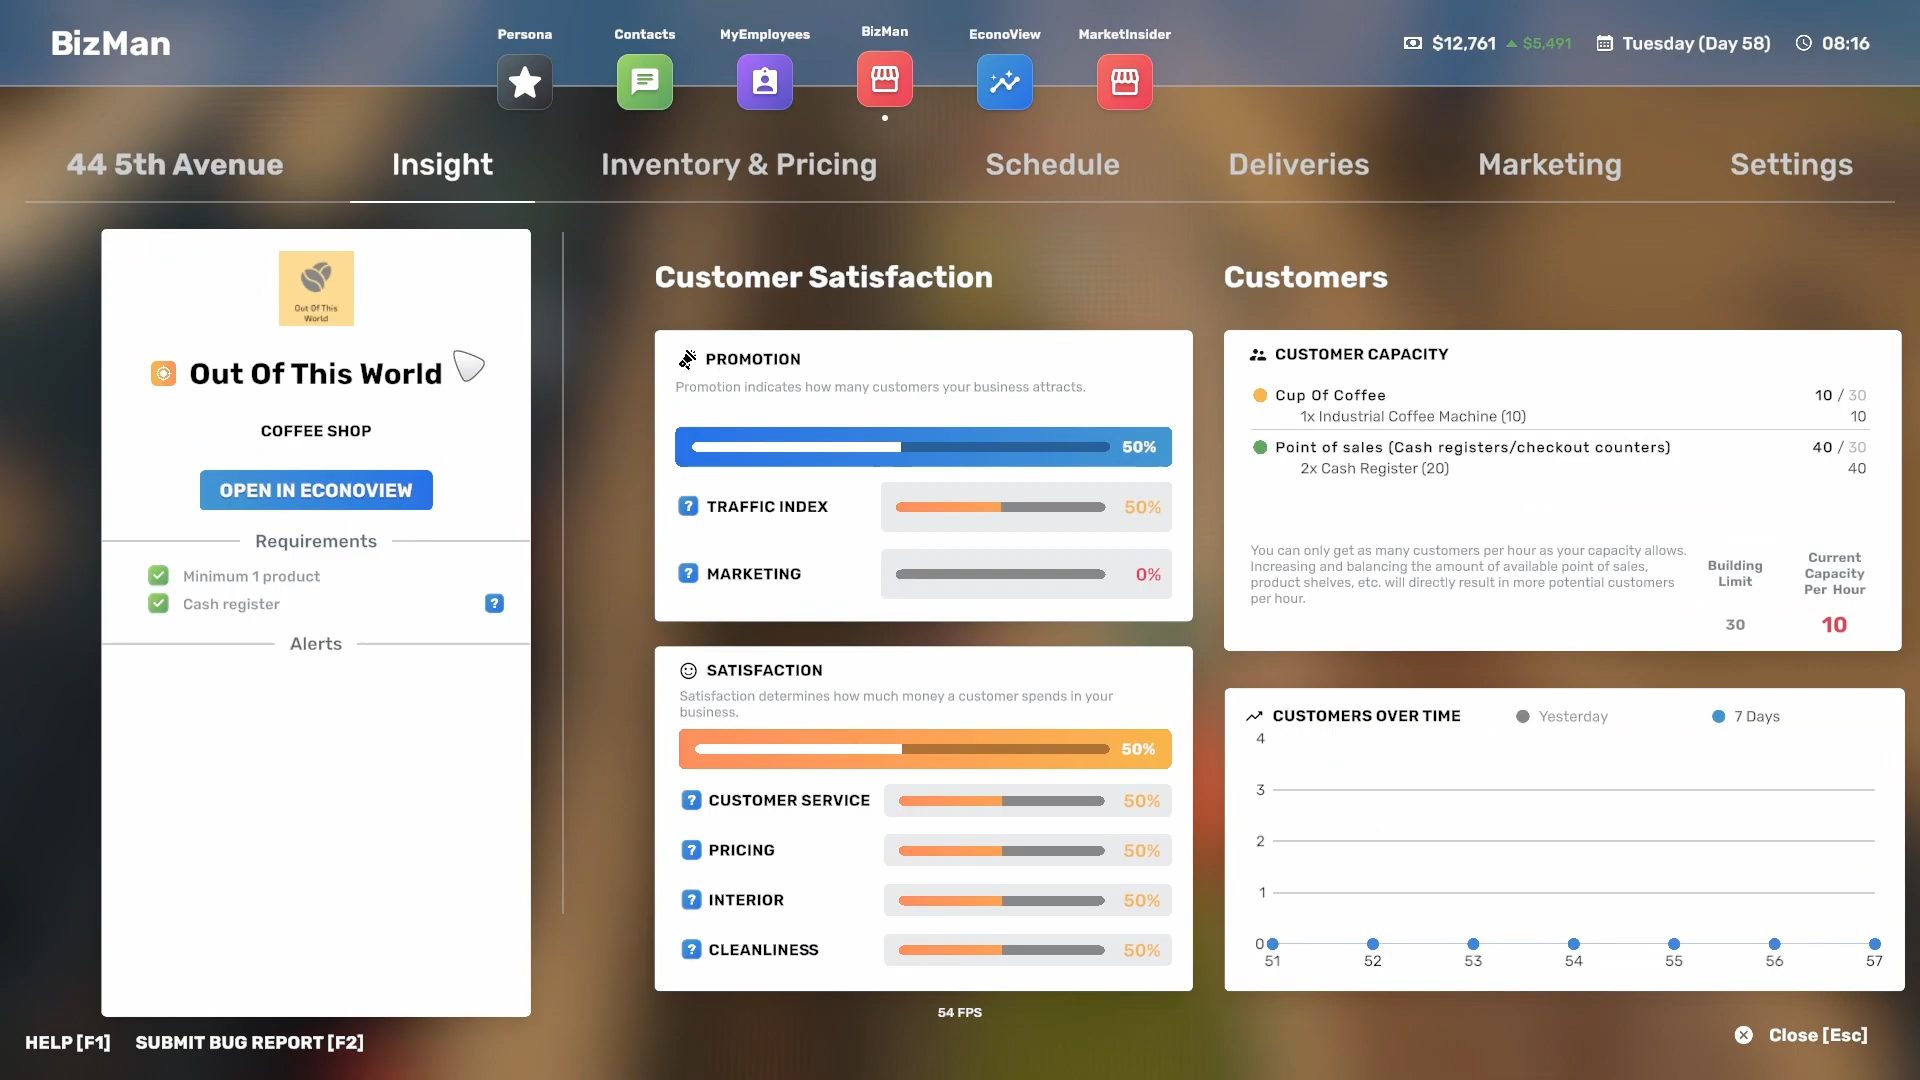 BizMan
Persona
Contacts
MyEmployees
BizMan
EconoView
MarketInsider
$12,761 $5,491 Tuesday (Day 58) 08:16
44 5th Avenue
Insight
Inventory & Pricing
Schedule
Deliveries
Marketing
Settings
Out Of This
World
Out Of This World
COFFEE SHOP
OPEN IN ECONOVIEW
Requirements
Minimum 1 product
Cash register
?
Alerts
Customer Satisfaction
PROMOTION
Promotion indicates how many customers your business attracts.
50%
? TRAFFIC INDEX 50%
? MARKETING 0%
SATISFACTION
Satisfaction determines how much money a customer spends in your
business.
50%
? CUSTOMER SERVICE 50%
? PRICING 50%
? INTERIOR 50%
? CLEANLINESS 50%
Customers
CUSTOMER CAPACITY
Cup Of Coffee 10 / 30
1x Industrial Coffee Machine (10) 10
Point of sales (Cash registers/checkout counters) 40 / 30
2x Cash Register (20) 40
You can only get as many customers per hour as your capacity allows.
Increasing and balancing the amount of available point of sales,
product shelves, etc. will directly result in more potential customers
per hour.
Building
Limit
30
Current
Capacity
Per Hour
10
CUSTOMERS OVER TIME Yesterday 7 Days
4
3
2
1
0
51 52 53 54 55 56 57
54 FPS
HELP [F1] SUBMIT BUG REPORT [F2]
Close [Esc]